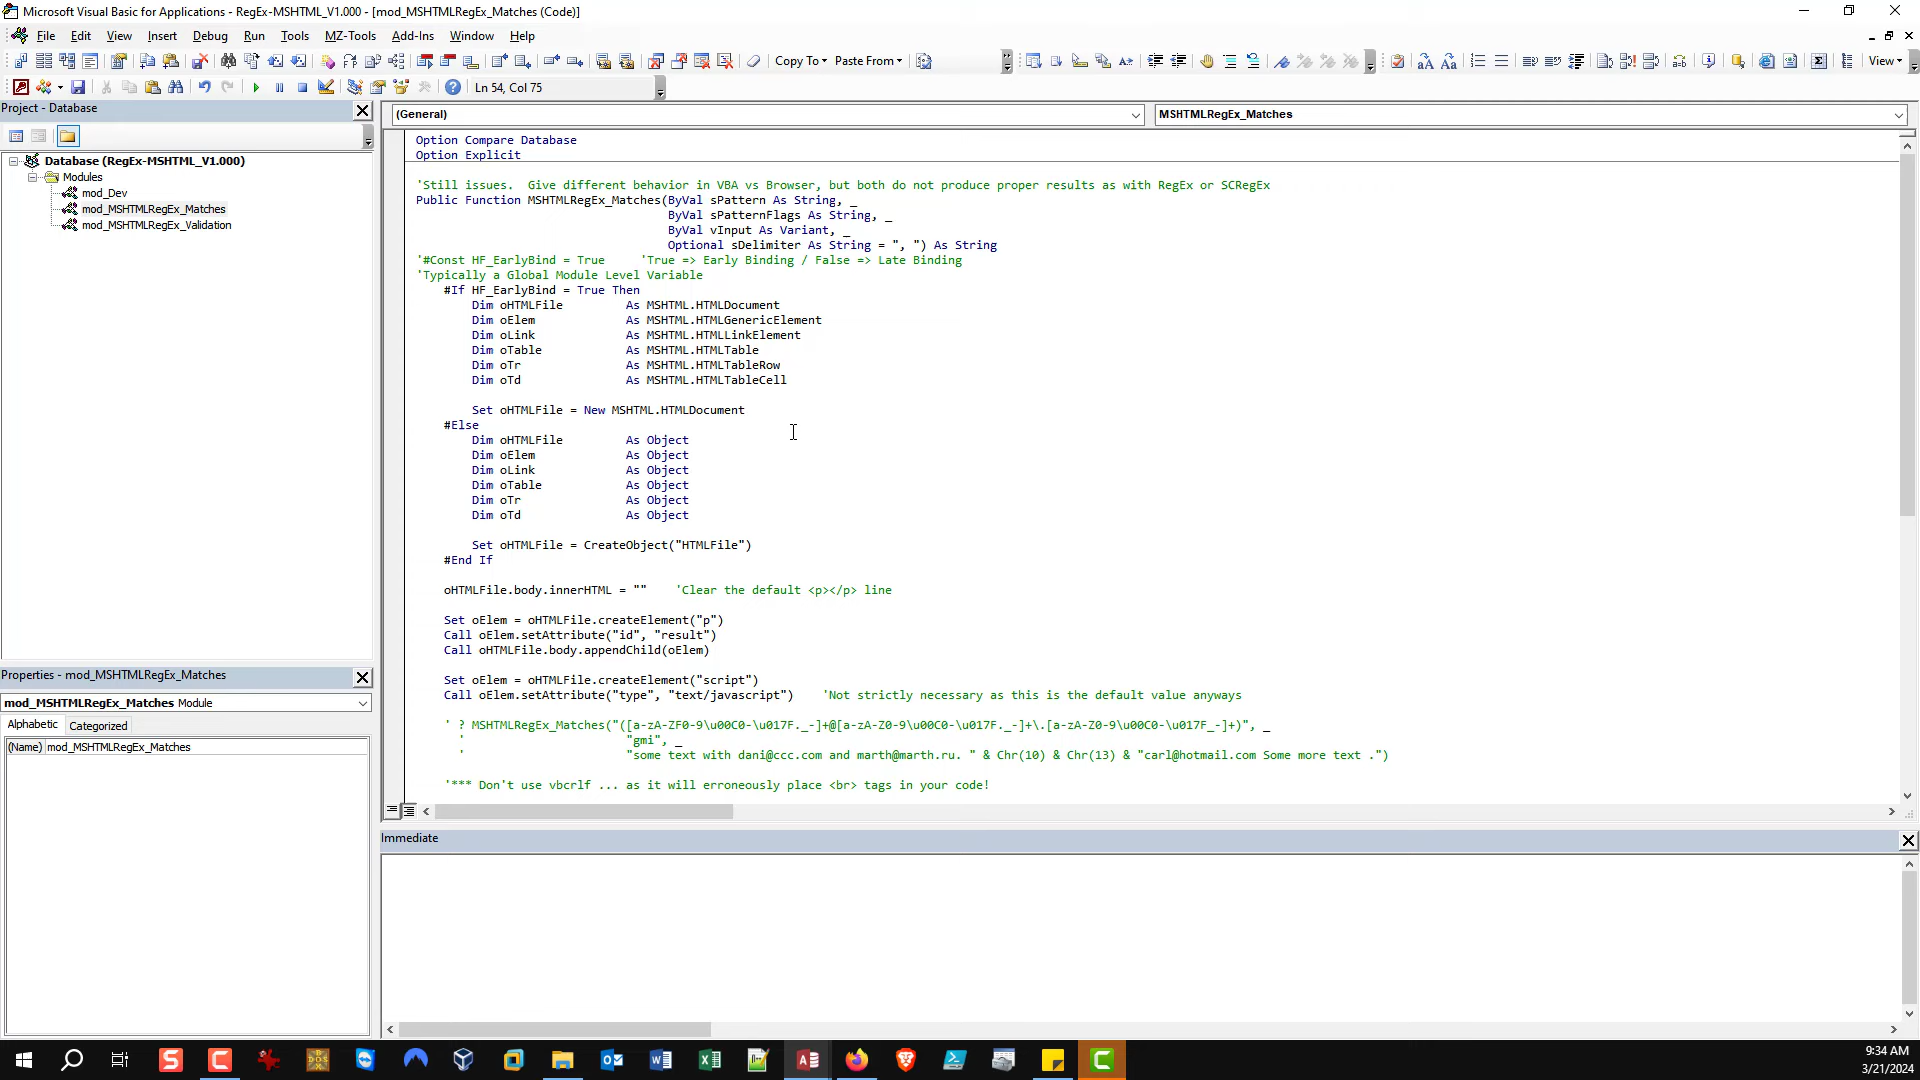 Microsoft Visual Basic for Applications - RegEx-MSHTML_V1.000 - [mod_MSHTMLRegEx_Matches (Code)]
File Edit View Insert Debug Run Tools MZ-Tools Add-Ins Window Help
Copy To Paste From View
Ln 54, Col 75
Project - Database
(General) MSHTMLRegEx_Matches
Database (RegEx-MSHTML_V1.000)
Modules
mod_Dev
mod_MSHTMLRegEx_Matches
mod_MSHTMLRegEx_Validation
Option Compare Database
Option Explicit
'Still issues.  Give different behavior in VBA vs Browser, but both do not produce proper results as with RegEx or SCRegEx
Public Function MSHTMLRegEx_Matches(ByVal sPattern As String, _
ByVal sPatternFlags As String, _
ByVal vInput As Variant, _
Optional sDelimiter As String = ", ") As String
'#Const HF_EarlyBind = True     'True => Early Binding / False => Late Binding
'Typically a Global Module Level Variable
#If HF_EarlyBind = True Then
Dim oHTMLFile         As MSHTML.HTMLDocument
Dim oElem             As MSHTML.HTMLGenericElement
Dim oLink             As MSHTML.HTMLLinkElement
Dim oTable            As MSHTML.HTMLTable
Dim oTr               As MSHTML.HTMLTableRow
Dim oTd               As MSHTML.HTMLTableCell
Set oHTMLFile = New MSHTML.HTMLDocument
#Else
Dim oHTMLFile         As Object
Dim oElem             As Object
Dim oLink             As Object
Dim oTable            As Object
Dim oTr               As Object
Dim oTd               As Object
Set oHTMLFile = CreateObject("HTMLFile")
#End If
oHTMLFile.body.innerHTML = ""    'Clear the default <p></p> line
Set oElem = oHTMLFile.createElement("p")
Call oElem.setAttribute("id", "result")
Call oHTMLFile.body.appendChild(oElem)
Set oElem = oHTMLFile.createElement("script")
Call oElem.setAttribute("type", "text/javascript")    'Not strictly necessary as this is the default value anyways
' ? MSHTMLRegEx_Matches("([a-zA-ZF0-9\u00C0-\u017F._-]+@[a-zA-Z0-9\u00C0-\u017F._-]+\.[a-zA-Z0-9\u00C0-\u017F_-]+)", _
'                       "gmi", _
'                       "some text with dani@ccc.com and marth@marth.ru. " & Chr(10) & Chr(13) & "carl@hotmail.com Some more text .")
'*** Don't use vbcrlf ... as it will erroneously place <br> tags in your code!
Properties - mod_MSHTMLRegEx_Matches
mod_MSHTMLRegEx_Matches Module
Alphabetic Categorized
(Name) mod_MSHTMLRegEx_Matches
Immediate
9:34 AM
3/21/2024